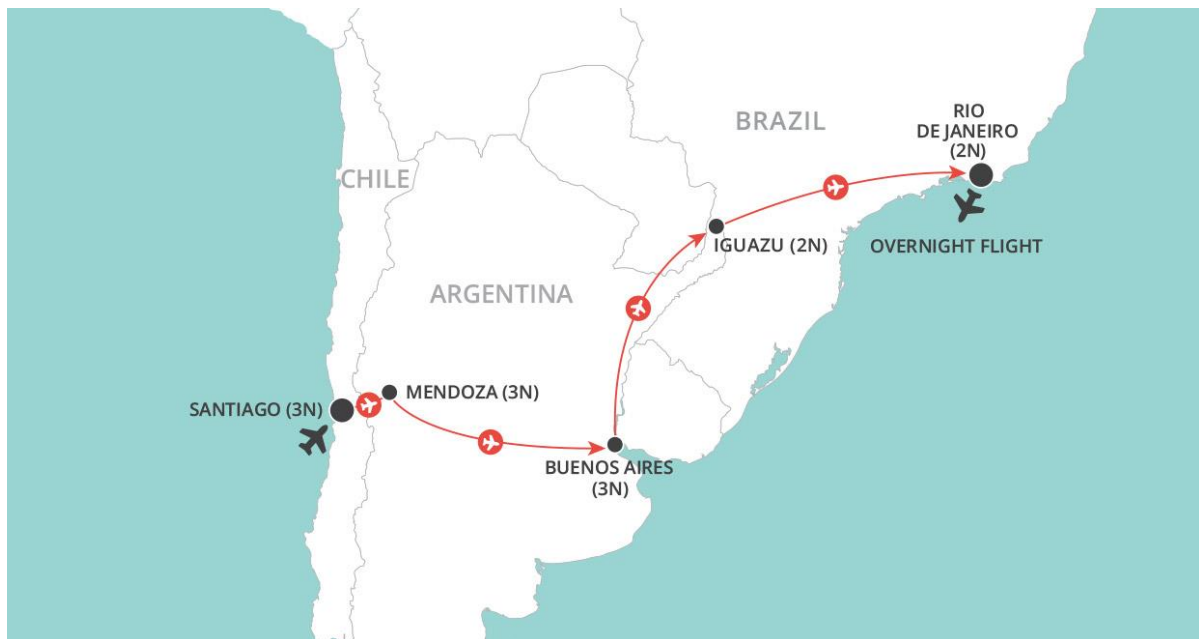 BRAZIL
RIO
DE JANEIRO
(2N)
CHILE
IGUAZU (2N)
OVERNIGHT FLIGHT
ARGENTINA
MENDOZA (3N)
SANTIAGO (3N)
BUENOS AIRES
(3N)